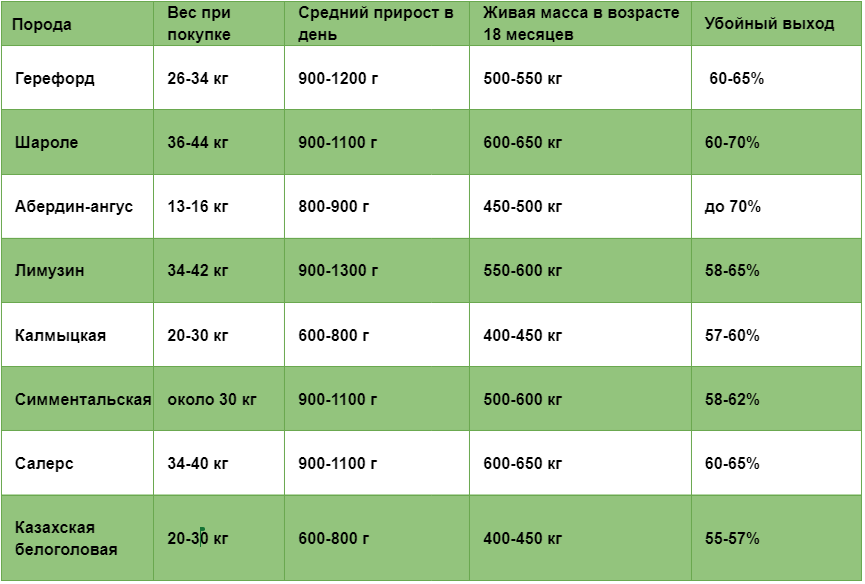 Порода
Вес при
покупке
Средний прирост в
день
Живая масса в возрасте
18 месяцев
Убойный выход
Герефорд
26-34 кг
900-1200 г
500-550 кг
60-65%
Шароле
36-44 кг
900-1100 г
600-650 кг
60-70%
Абердин-ангус
13-16 кг
800-900 г
450-500 кг
до 70%
Лимузин
34-42 кг
900-1300 г
550-600 кг
58-65%
Калмыцкая
20-30 кг
600-800 г
400-450 кг
57-60%
Симментальская
около 30 кг
900-1100 г
500-600 кг
58-62%
Салерс
34-40 кг
900-1100 г
600-650 кг
60-65%
Казахская
белоголовая
20-30 кг
600-800 г
400-450 кг
55-57%